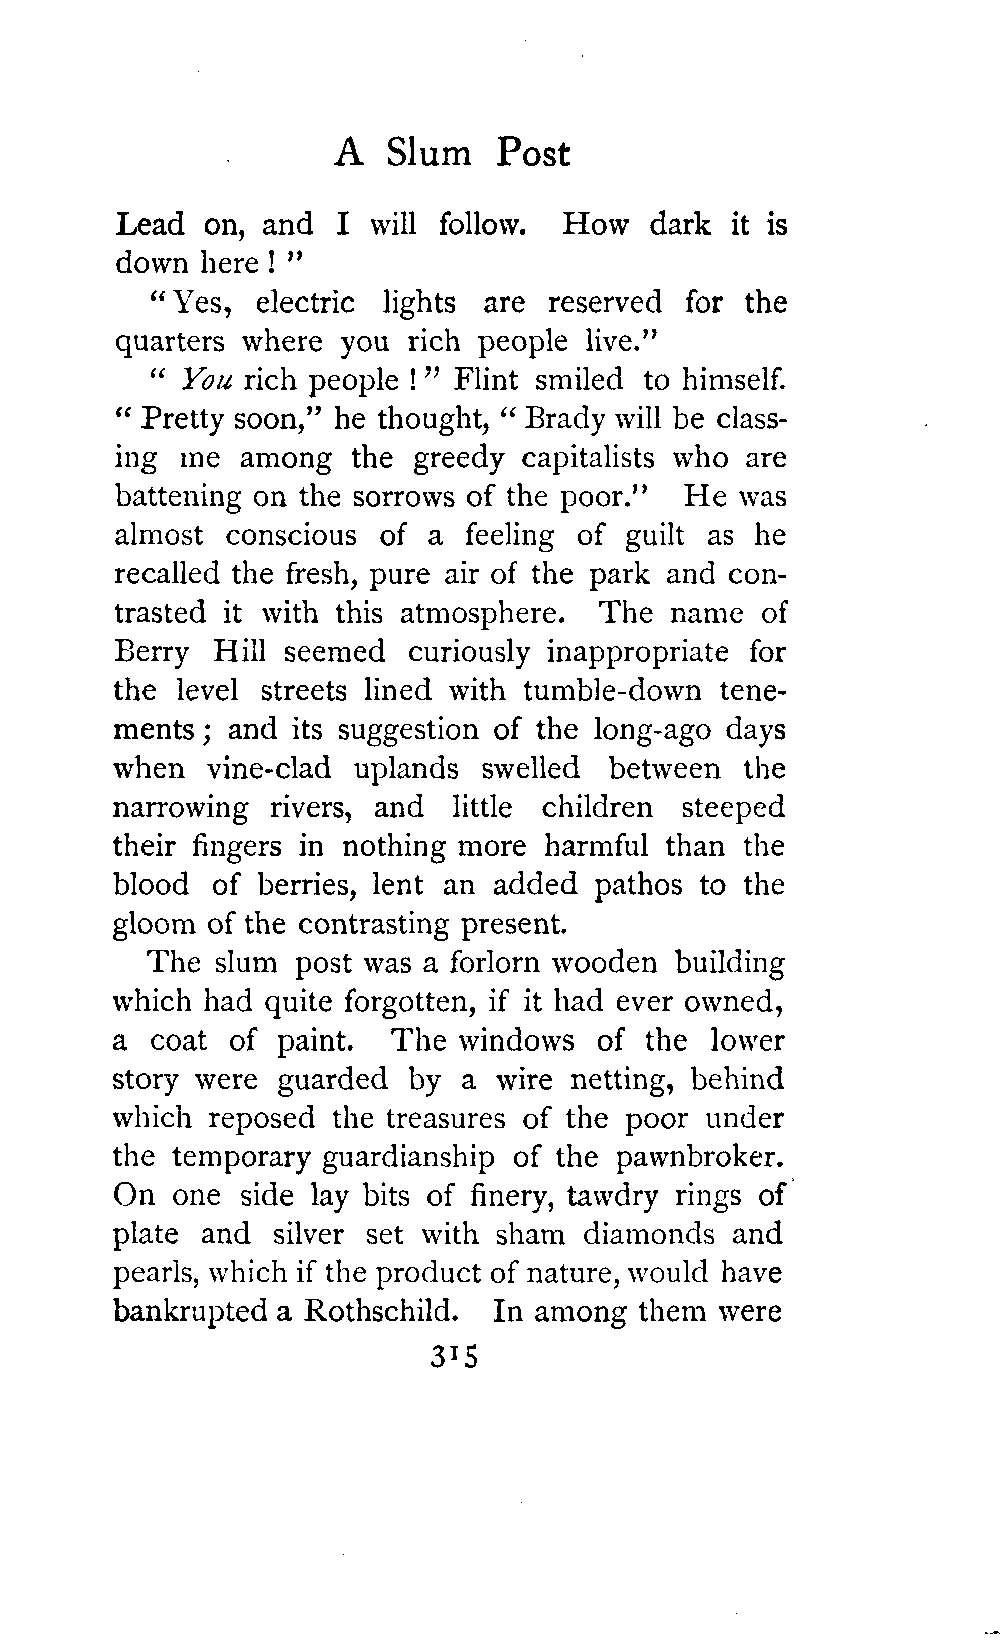 A Slum Post
Lead on, and I will follow. How dark it is
down here ! "
" Yes, electric lights are reserved for the
quarters where you rich people live."
" You rich people ! " Flint smiled to himself.
" Pretty soon," he thought, " Brady will be class-
ing me among the greedy capitalists who are
battening on the sorrows of the poor." He was
almost conscious of a feeling of guilt as he
recalled the fresh, pure air of the park and con-
trasted it with this atmosphere. The name of
Berry Hill seemed curiously inappropriate for
the level streets lined with tumble-down tene-
ments ; and its suggestion of the long-ago days
when vine-clad uplands swelled between the
narrowing rivers, and little children steeped
their fingers in nothing more harmful than the
blood of berries, lent an added pathos to the
gloom of the contrasting present.
The slum post was a forlorn wooden building
which had quite forgotten, if it had ever owned,
a coat of paint. The windows of the lower
story were guarded by a wire netting, behind
which reposed the treasures of the poor under
the temporary guardianship of the pawnbroker.
On one side lay bits of finery, tawdry rings of
plate and silver set with sham diamonds and
pearls, which if the product of nature, would have
bankrupted a Rothschild. In among them were
315